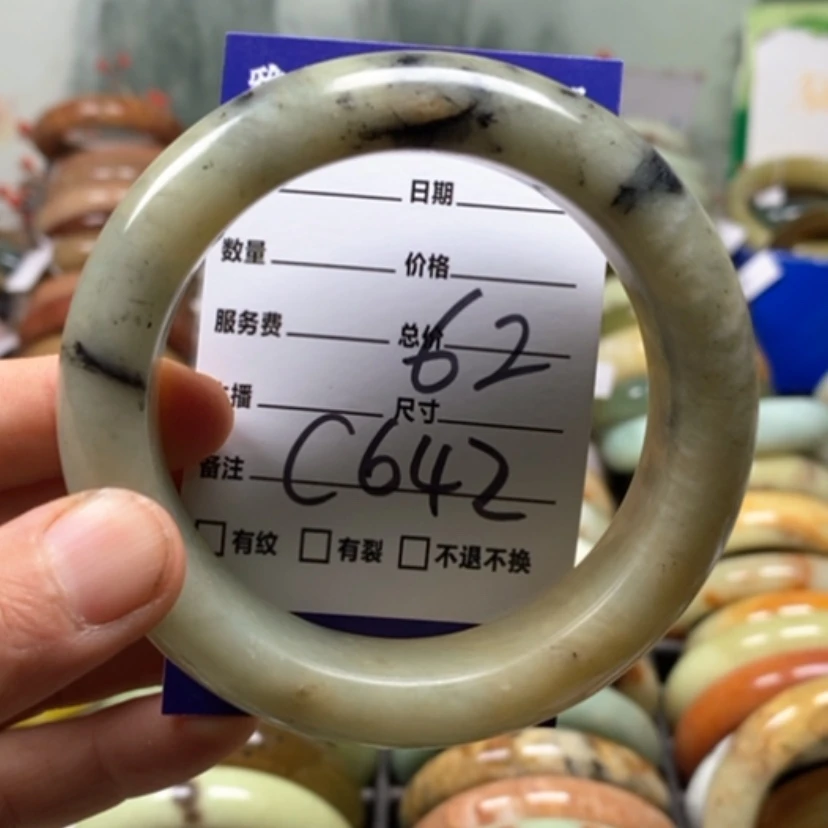 日期
数量 价格
服务费 总价 62
播 尺寸
备注 C642
有纹 有裂 不退不换